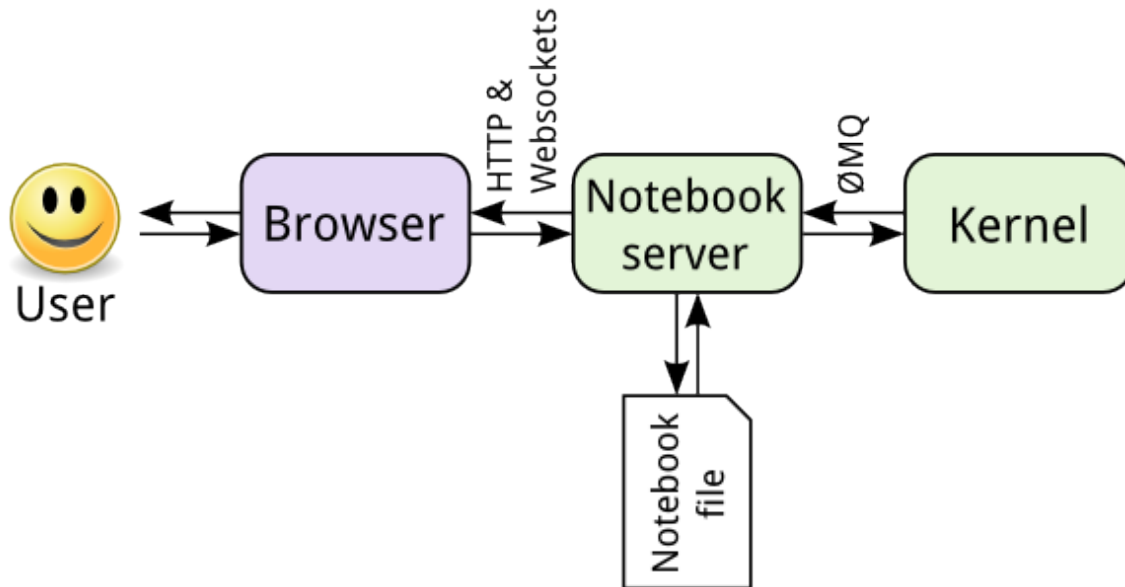 User
Browser
HTTP &
Websockets
Notebook
server
ØMQ
Kernel
Notebook
file